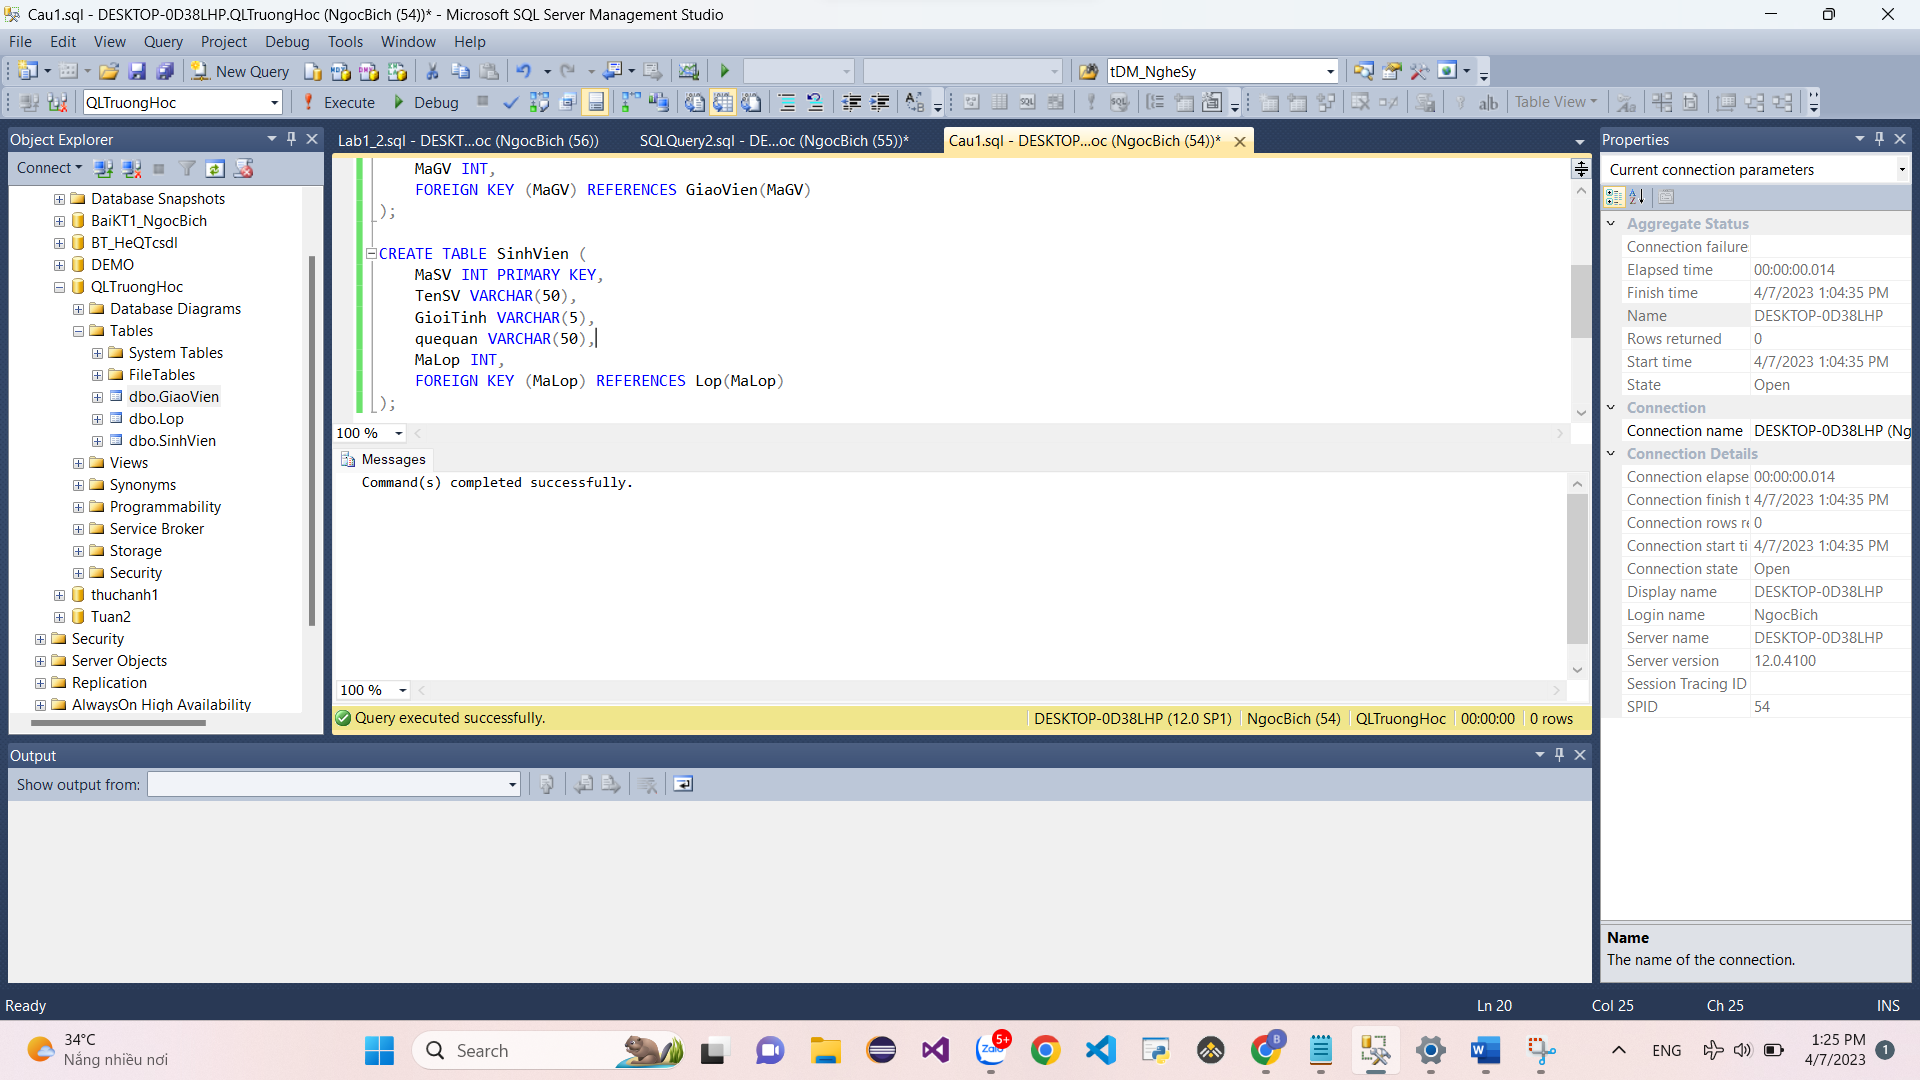 Cau1.sql - DESKTOP-0D38LHP.QLTruongHoc (NgocBich (54))* - Microsoft SQL Server Management Studio
File Edit View Query Project Debug Tools Window Help
New Query tDM_NgheSy
QLTruongHoc Execute Debug Table View
Object Explorer
Connect
Database Snapshots
BaiKT1_NgocBich
BT_HeQTcsdl
DEMO
QLTruongHoc
Database Diagrams
Tables
System Tables
FileTables
dbo.GiaoVien
dbo.Lop
dbo.SinhVien
Views
Synonyms
Programmability
Service Broker
Storage
Security
thuchanh1
Tuan2
Security
Server Objects
Replication
AlwaysOn High Availability
Lab1_2.sql - DESKT...oc (NgocBich (56)) SQLQuery2.sql - DE...oc (NgocBich (55))* Cau1.sql - DESKTOP...oc (NgocBich (54))*
MaGV INT,
FOREIGN KEY (MaGV) REFERENCES GiaoVien(MaGV)
);
CREATE TABLE SinhVien (
MaSV INT PRIMARY KEY,
TenSV VARCHAR(50),
GioiTinh VARCHAR(5),
quequan VARCHAR(50),
MaLop INT,
FOREIGN KEY (MaLop) REFERENCES Lop(MaLop)
);
100 %
Messages
Command(s) completed successfully.
100 %
Query executed successfully. DESKTOP-0D38LHP (12.0 SP1) NgocBich (54) QLTruongHoc 00:00:00 0 rows
Properties
Current connection parameters
Aggregate Status
Connection failure
Elapsed time 00:00:00.014
Finish time 4/7/2023 1:04:35 PM
Name DESKTOP-0D38LHP
Rows returned 0
Start time 4/7/2023 1:04:35 PM
State Open
Connection
Connection name DESKTOP-0D38LHP (Ng
Connection Details
Connection elapse 00:00:00.014
Connection finish t 4/7/2023 1:04:35 PM
Connection rows re 0
Connection start ti 4/7/2023 1:04:35 PM
Connection state Open
Display name DESKTOP-0D38LHP
Login name NgocBich
Server name DESKTOP-0D38LHP
Server version 12.0.4100
Session Tracing ID
SPID 54
Name
The name of the connection.
Output
Show output from:
Ready Ln 20 Col 25 Ch 25 INS
34°C
Nắng nhiều nơi
Search
Zalo 5+
B
ENG
1:25 PM
4/7/2023
1